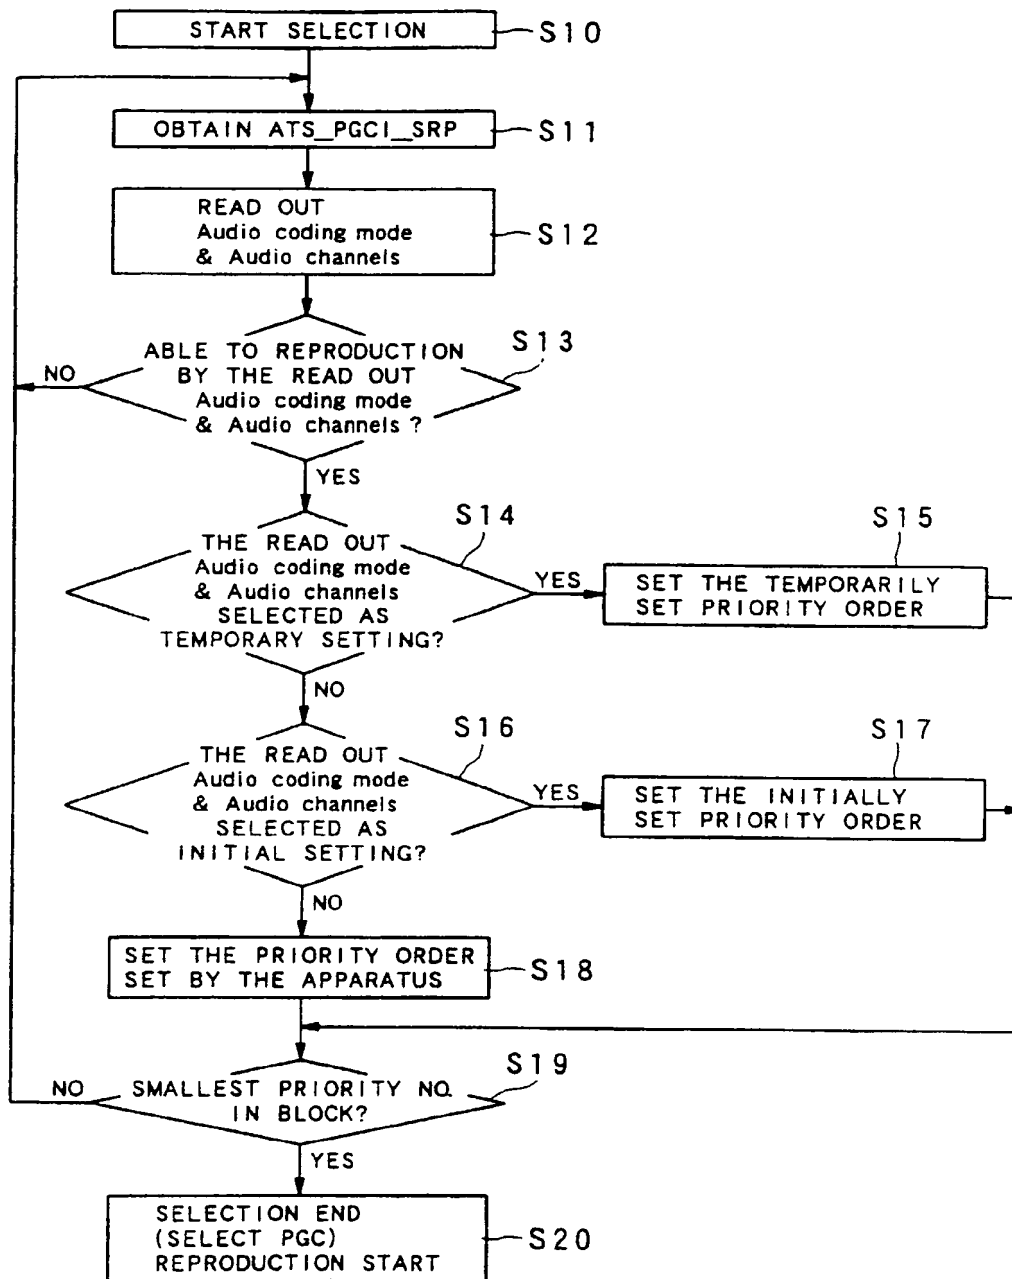 START SELECTION
S10
OBTAIN ATS_PGCI_SRP
S11
READ OUT
Audio coding mode
& Audio channels
S12
ABLE TO REPRODUCTION
BY THE READ OUT
Audio coding mode
& Audio channels ?
S13
NO
YES
THE READ OUT
Audio coding mode
& Audio channels
SELECTED AS
TEMPORARY SETTING?
S14
YES
SET THE TEMPORARILY
SET PRIORITY ORDER
S15
NO
THE READ OUT
Audio coding mode
& Audio channels
SELECTED AS
INITIAL SETTING?
S16
YES
SET THE INITIALLY
SET PRIORITY ORDER
S17
NO
SET THE PRIORITY ORDER
SET BY THE APPARATUS
S18
SMALLEST PRIORITY NO.
IN BLOCK?
S19
NO
YES
SELECTION END
(SELECT PGC)
REPRODUCTION START
S20